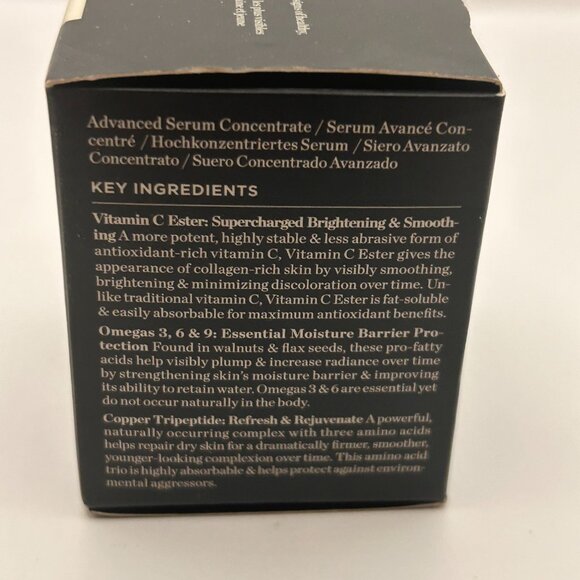 signs of healthy,
les plus visibles
Advanced Serum Concentrate / Serum Avancé Con-
centré / Hochkonzentriertes Serum / Siero Avanzato
Concentrato / Suero Concentrado Avanzado
KEY INGREDIENTS
Vitamin C Ester: Supercharged Brightening & Smooth-
ing A more potent, highly stable & less abrasive form of
antioxidant-rich vitamin C, Vitamin C Ester gives the
appearance of collagen-rich skin by visibly smoothing,
brightening & minimizing discoloration over time. Un-
like traditional vitamin C, Vitamin C Ester is fat-soluble
& easily absorbable for maximum antioxidant benefits.
Omegas 3, 6 & 9: Essential Moisture Barrier Pro-
tection Found in walnuts & flax seeds, these pro-fatty
acids help visibly plump & increase radiance over time
by strengthening skin's moisture barrier & improving
its ability to retain water. Omegas 3 & 6 are essential yet
do not occur naturally in the body.
Copper Tripeptide: Refresh & Rejuvenate A powerful,
naturally occurring complex with three amino acids
helps repair dry skin for a dramatically firmer, smoother,
younger-looking complexion over time. This amino acid
trio is highly absorbable & helps protect against environ-
mental aggressors.